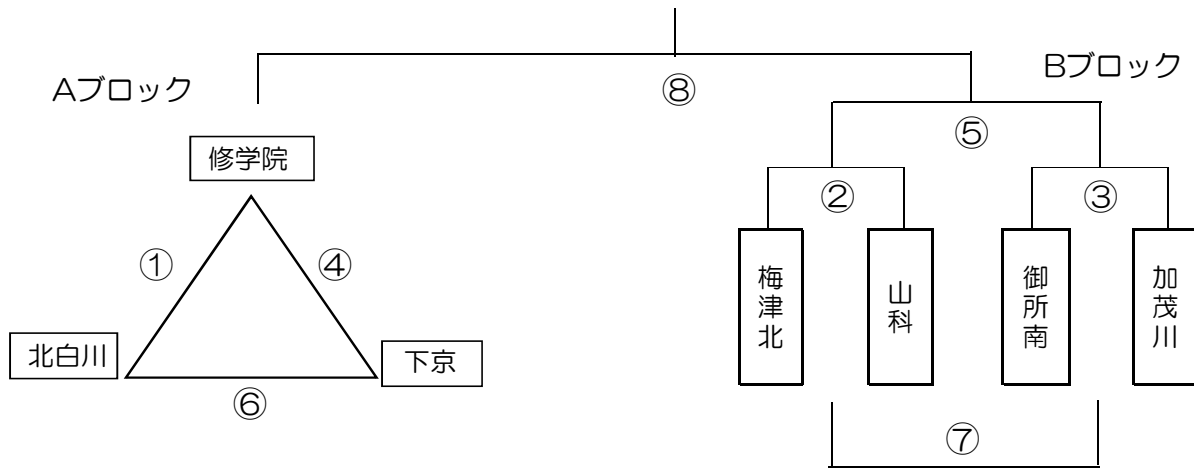 Aブロック
Bブロック
⑧
⑤
修学院
②
③
①
④
梅津北
山科
御所南
加茂川
北白川
下京
⑥
⑦